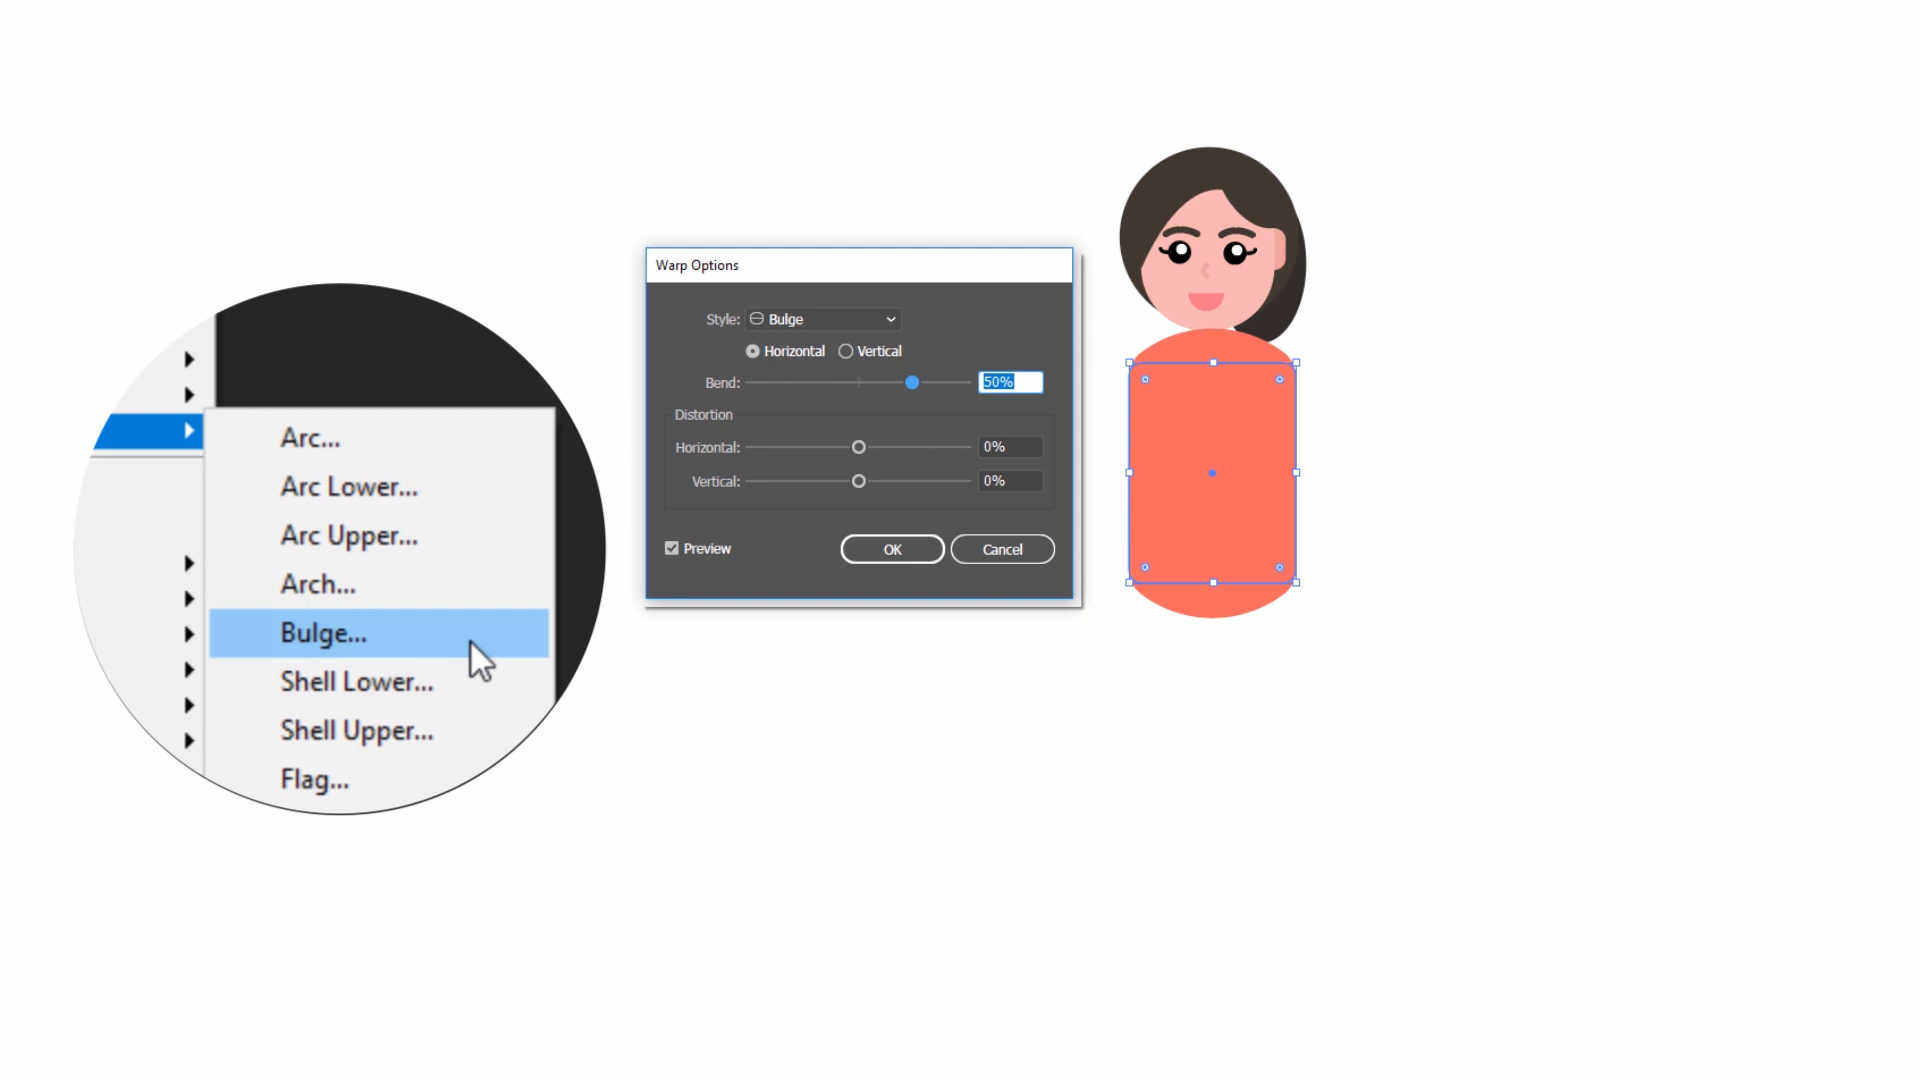 Arc...
Arc Lower...
Arc Upper...
Arch...
Bulge...
Shell Lower...
Shell Upper...
Flag...
Warp Options
Style: Bulge
Horizontal Vertical
Bend: 50%
Distortion
Horizontal: 0%
Vertical: 0%
Preview OK Cancel